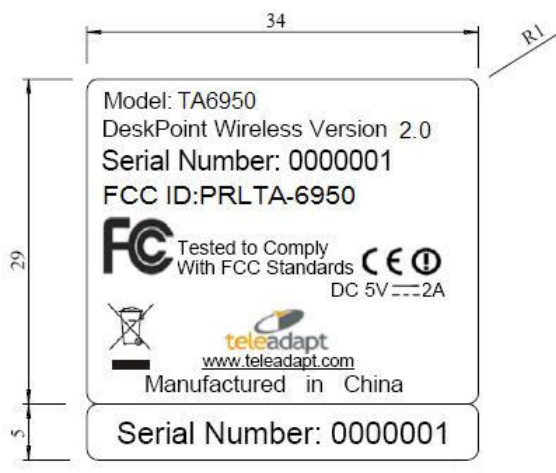 34
R1
Model: TA6950
DeskPoint Wireless Version 2.0
Serial Number: 0000001
FCC ID:PRLTA-6950
29
FC Tested to Comply
With FCC Standards CE
DC 5V⎓2A
teleadapt
www.teleadapt.com
Manufactured in China
5
Serial Number: 0000001